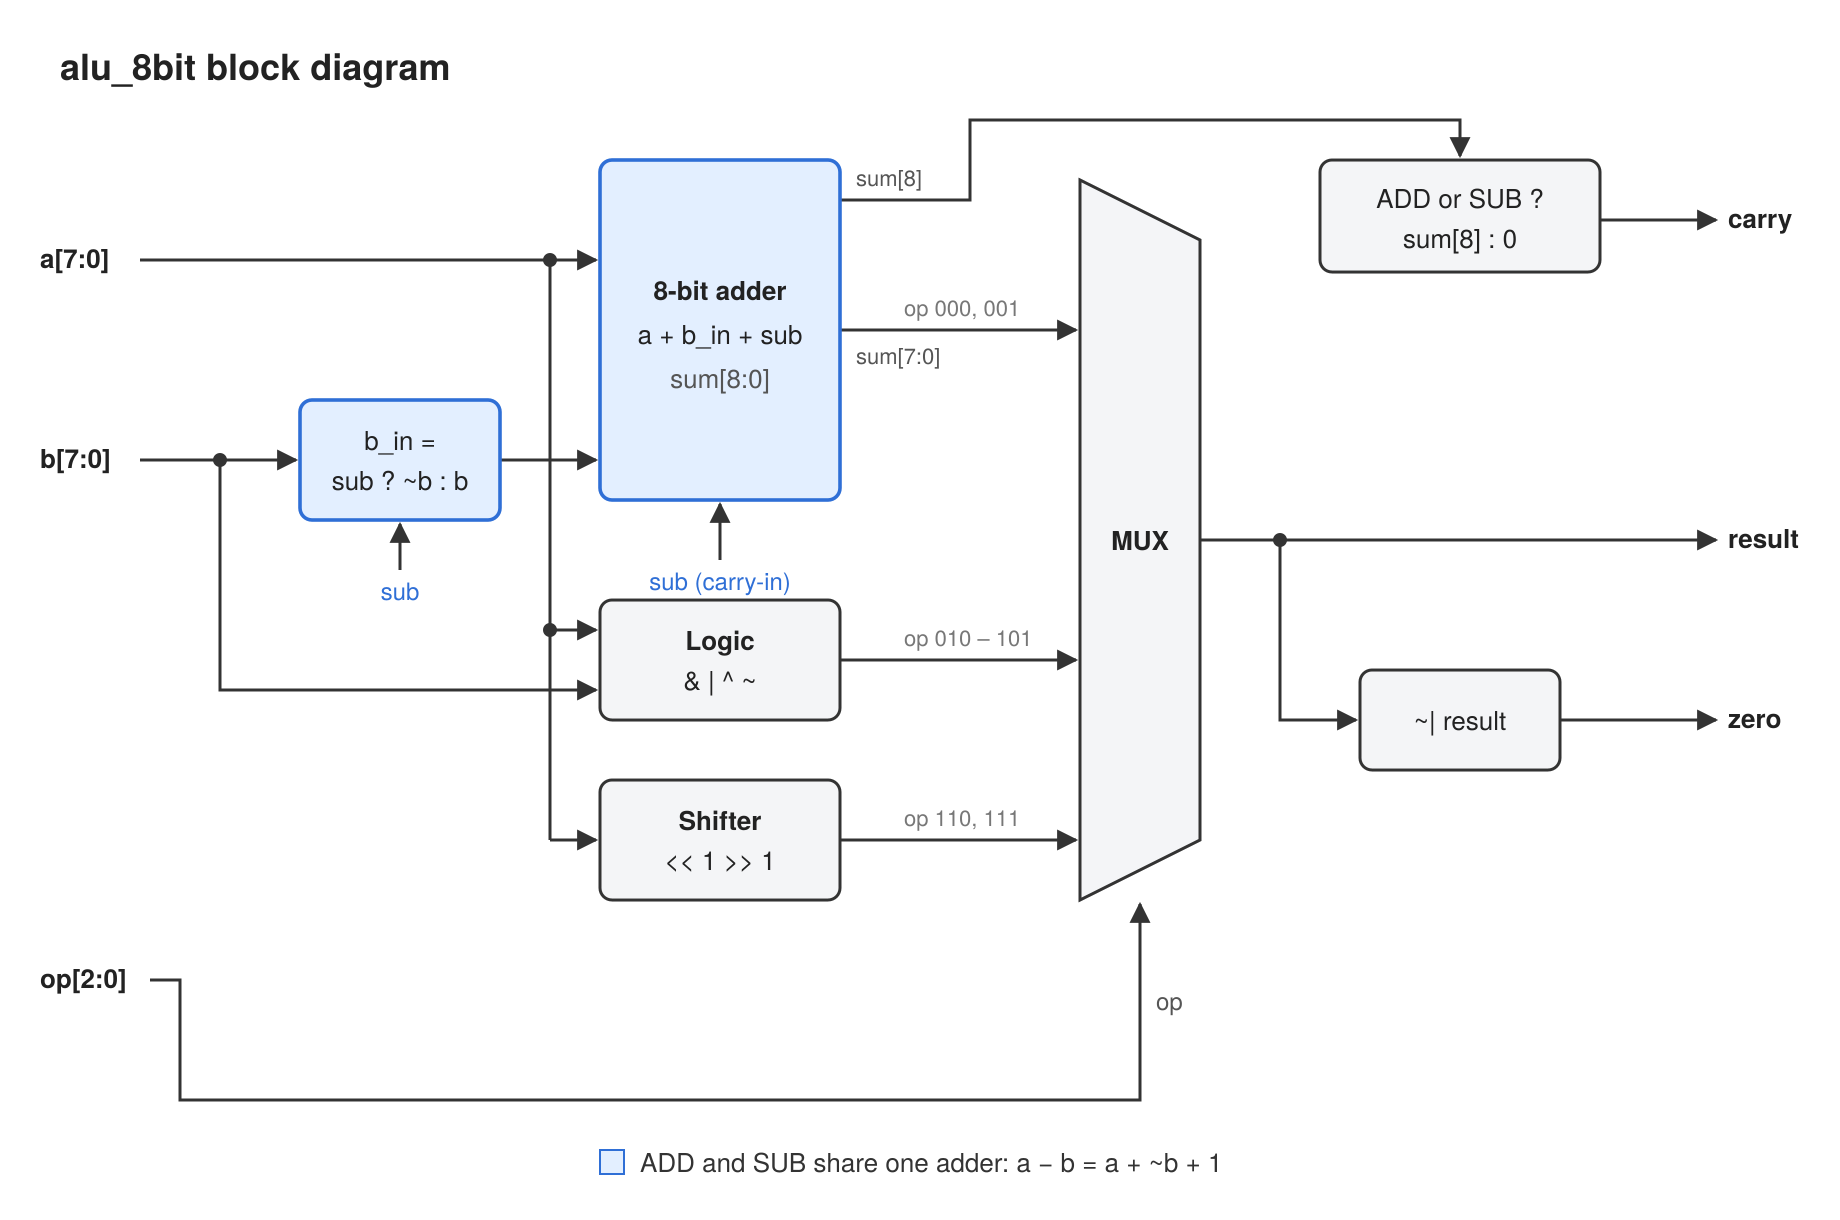 alu_8bit block diagram
sum[8]
ADD or SUB ?
sum[8] : 0
carry
a[7:0]
8-bit adder
a + b_in + sub
sum[8:0]
op 000, 001
sum[7:0]
b[7:0]
b_in =
sub ? ~b : b
sub
sub (carry-in)
MUX
result
Logic
& | ^ ~
op 010 – 101
~| result
zero
Shifter
<< 1 >> 1
op 110, 111
op[2:0]
op
ADD and SUB share one adder: a − b = a + ~b + 1